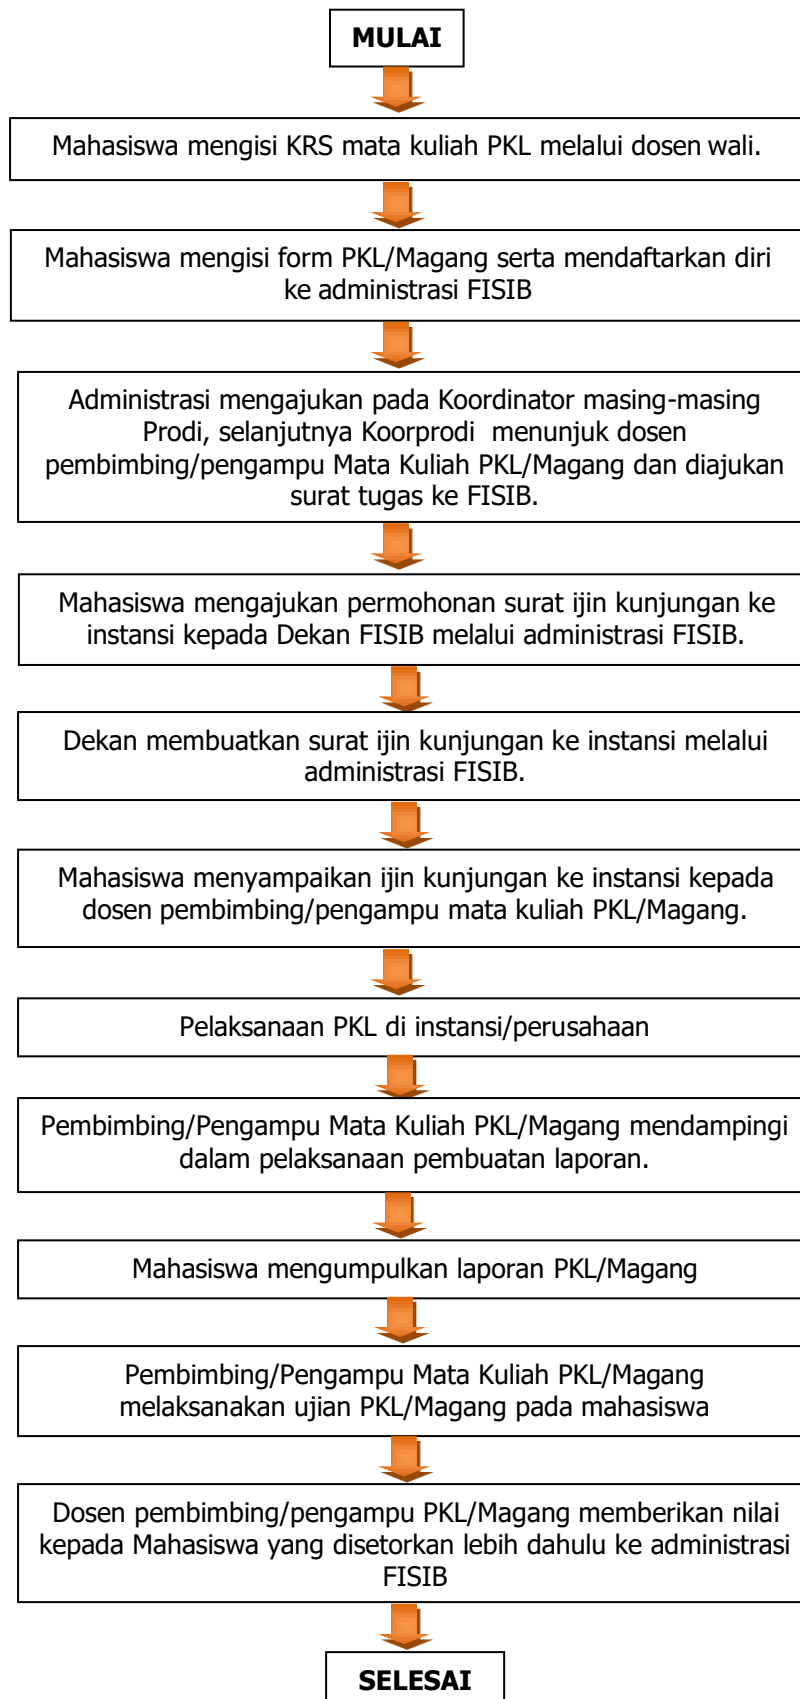 MULAI
Mahasiswa mengisi KRS mata kuliah PKL melalui dosen wali.
Mahasiswa mengisi form PKL/Magang serta mendaftarkan diri
ke administrasi FISIB
Administrasi mengajukan pada Koordinator masing-masing
Prodi, selanjutnya Koorprodi menunjuk dosen
pembimbing/pengampu Mata Kuliah PKL/Magang dan diajukan
surat tugas ke FISIB.
Mahasiswa mengajukan permohonan surat ijin kunjungan ke
instansi kepada Dekan FISIB melalui administrasi FISIB.
Dekan membuatkan surat ijin kunjungan ke instansi melalui
administrasi FISIB.
Mahasiswa menyampaikan ijin kunjungan ke instansi kepada
dosen pembimbing/pengampu mata kuliah PKL/Magang.
Pelaksanaan PKL di instansi/perusahaan
Pembimbing/Pengampu Mata Kuliah PKL/Magang mendampingi
dalam pelaksanaan pembuatan laporan.
Mahasiswa mengumpulkan laporan PKL/Magang
Pembimbing/Pengampu Mata Kuliah PKL/Magang
melaksanakan ujian PKL/Magang pada mahasiswa
Dosen pembimbing/pengampu PKL/Magang memberikan nilai
kepada Mahasiswa yang disetorkan lebih dahulu ke administrasi
FISIB
SELESAI